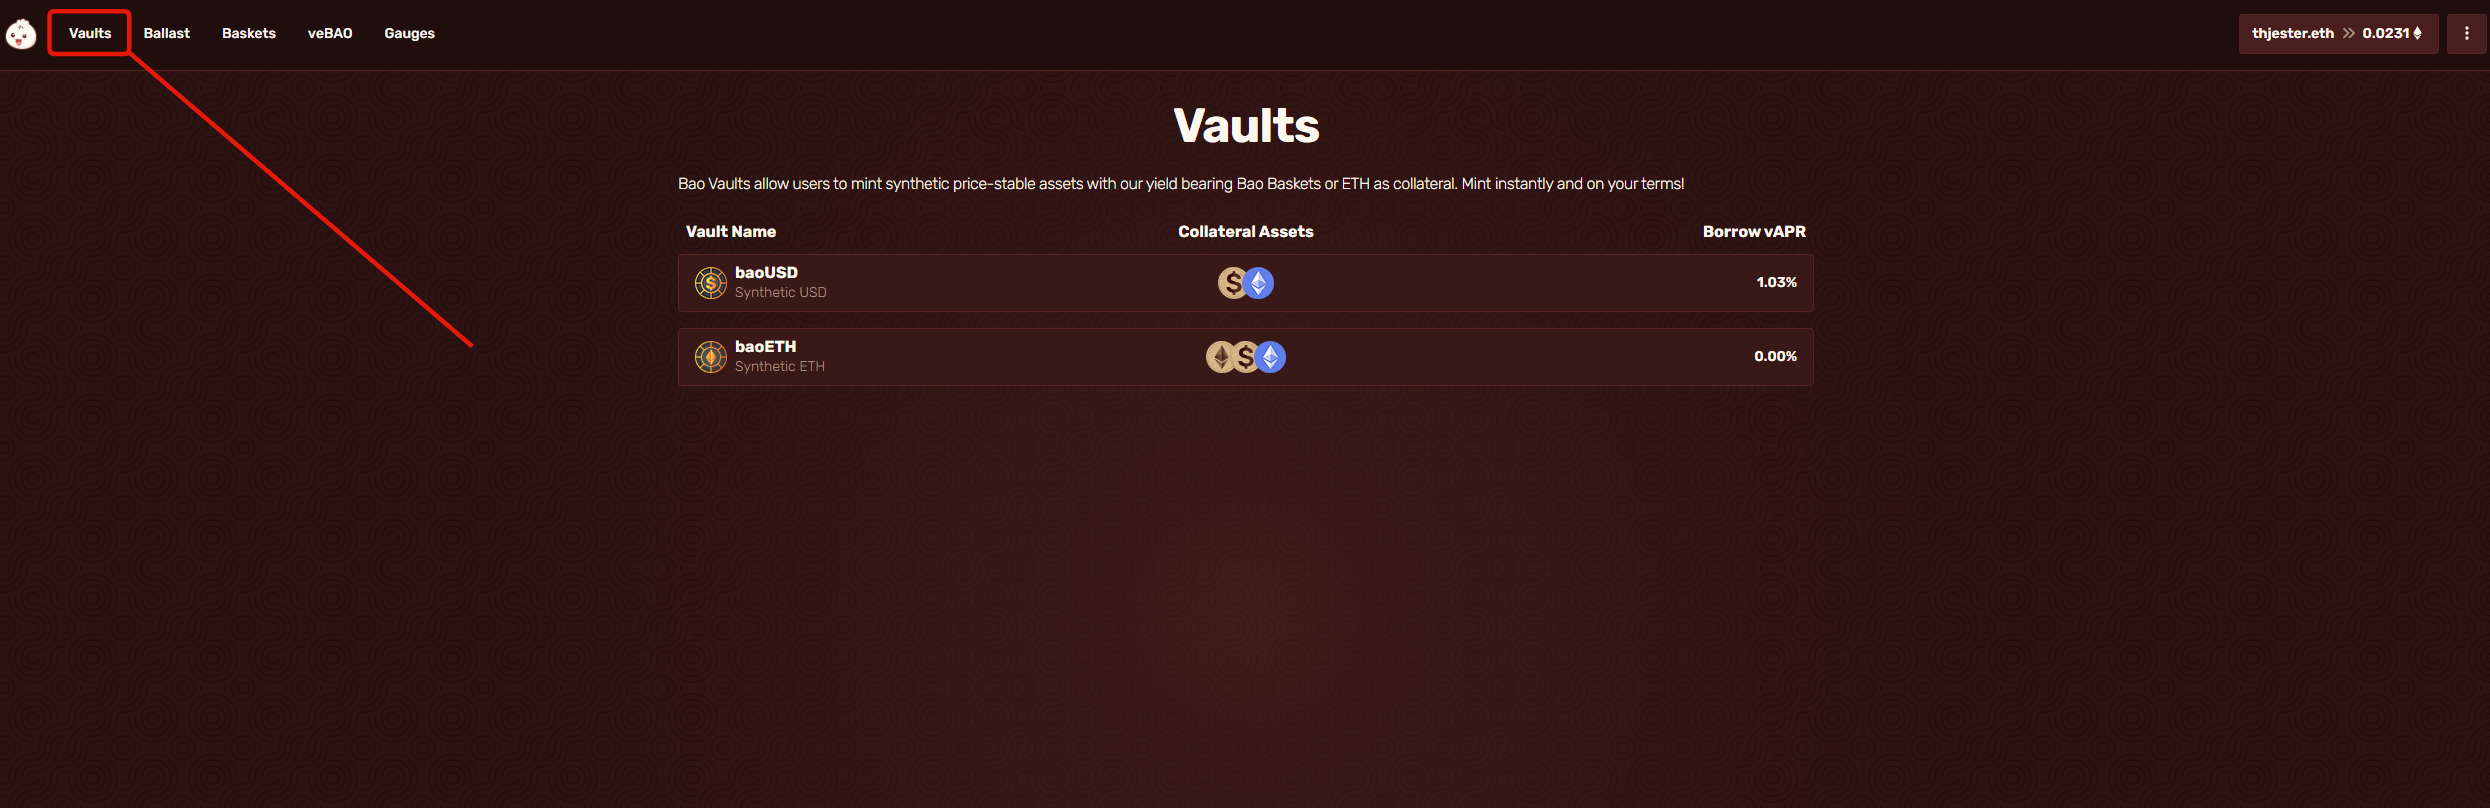 Vaults Ballast Baskets veBAO Gauges thjester.eth 0.0231
Vaults
Bao Vaults allow users to mint synthetic price-stable assets with our yield bearing Bao Baskets or ETH as collateral. Mint instantly and on your terms!
Vault Name Collateral Assets Borrow vAPR
baoUSD
Synthetic USD
1.03%
baoETH
Synthetic ETH
0.00%